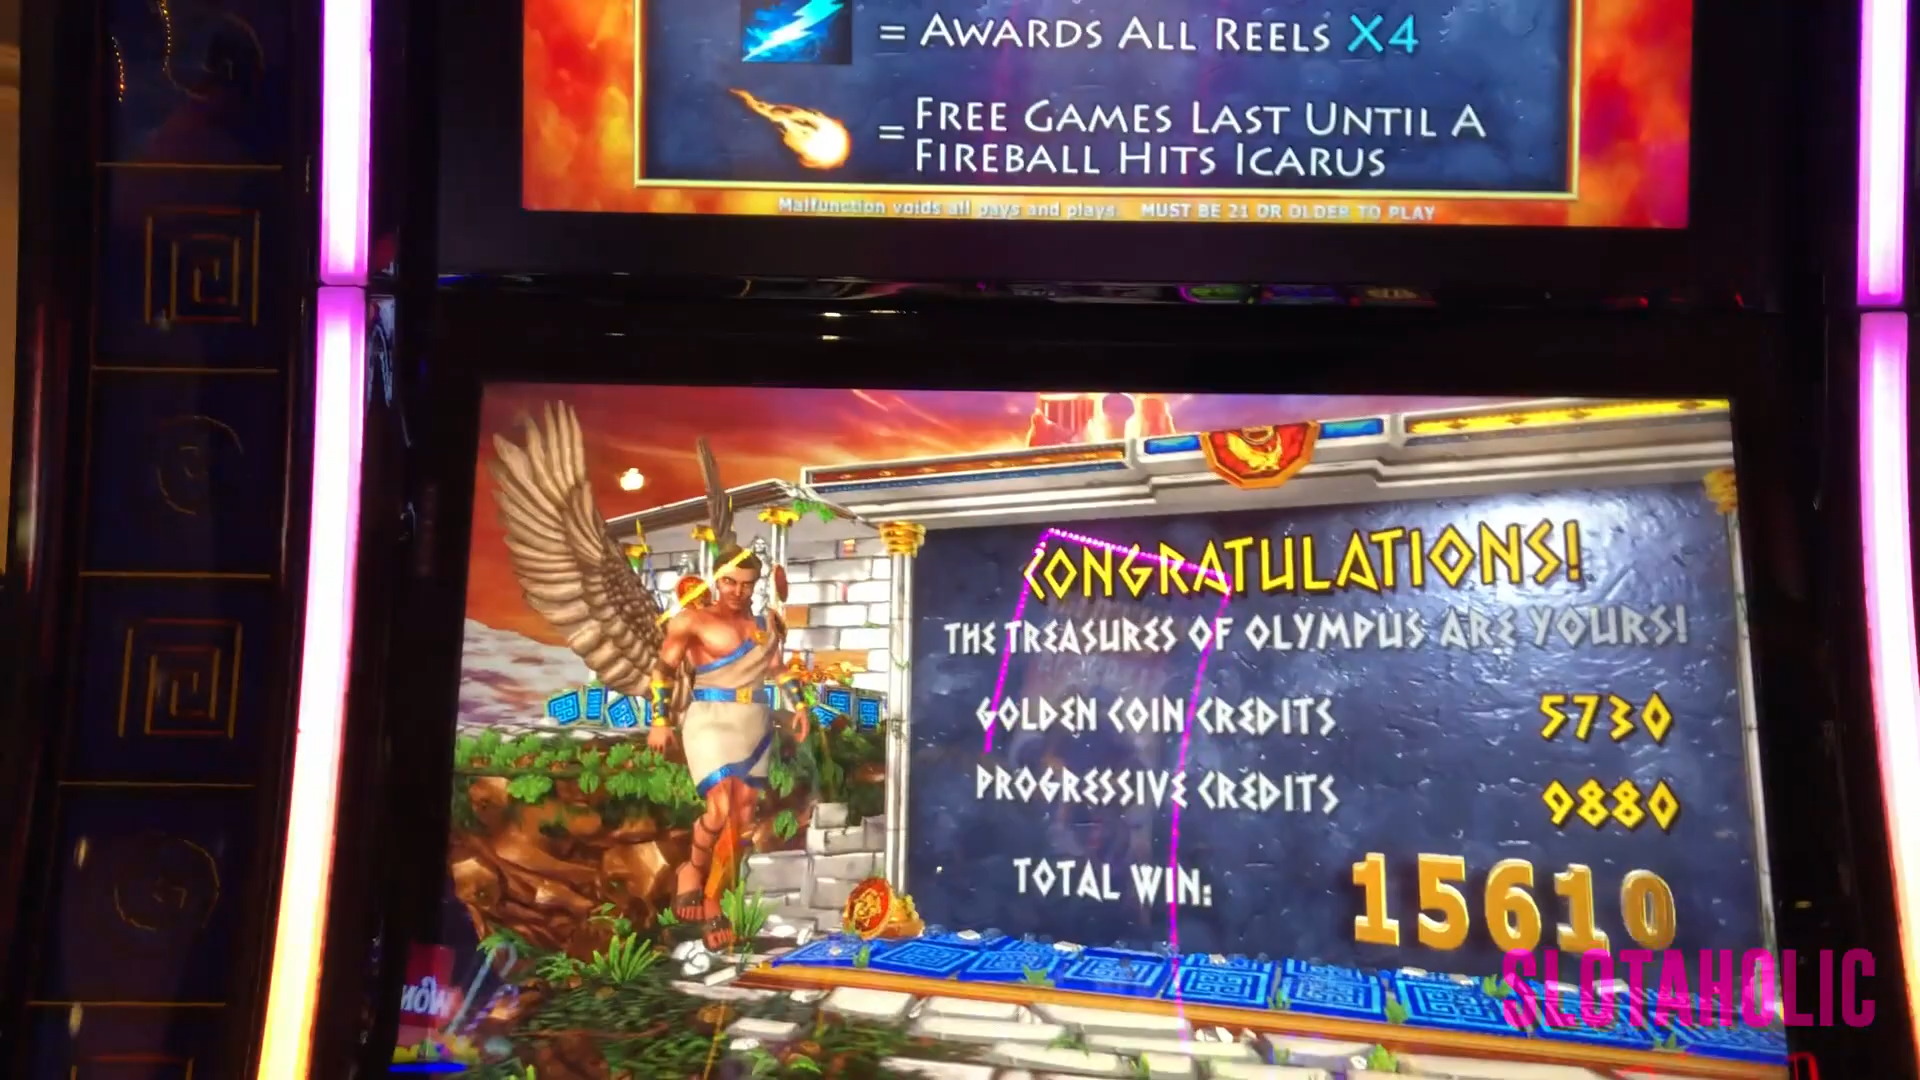 = AWARDS ALL REELS X4
= FREE GAMES LAST UNTIL A
FIREBALL HITS ICARUS
Malfunction voids all pays and plays. MUST BE 21 OR OLDER TO PLAY
CONGRATULATIONS!
THE TREASURES OF OLYMPUS ARE YOURS!
GOLDEN COIN CREDITS 5730
PROGRESSIVE CREDITS 9880
TOTAL WIN: 15610
SLOTAHOLIC